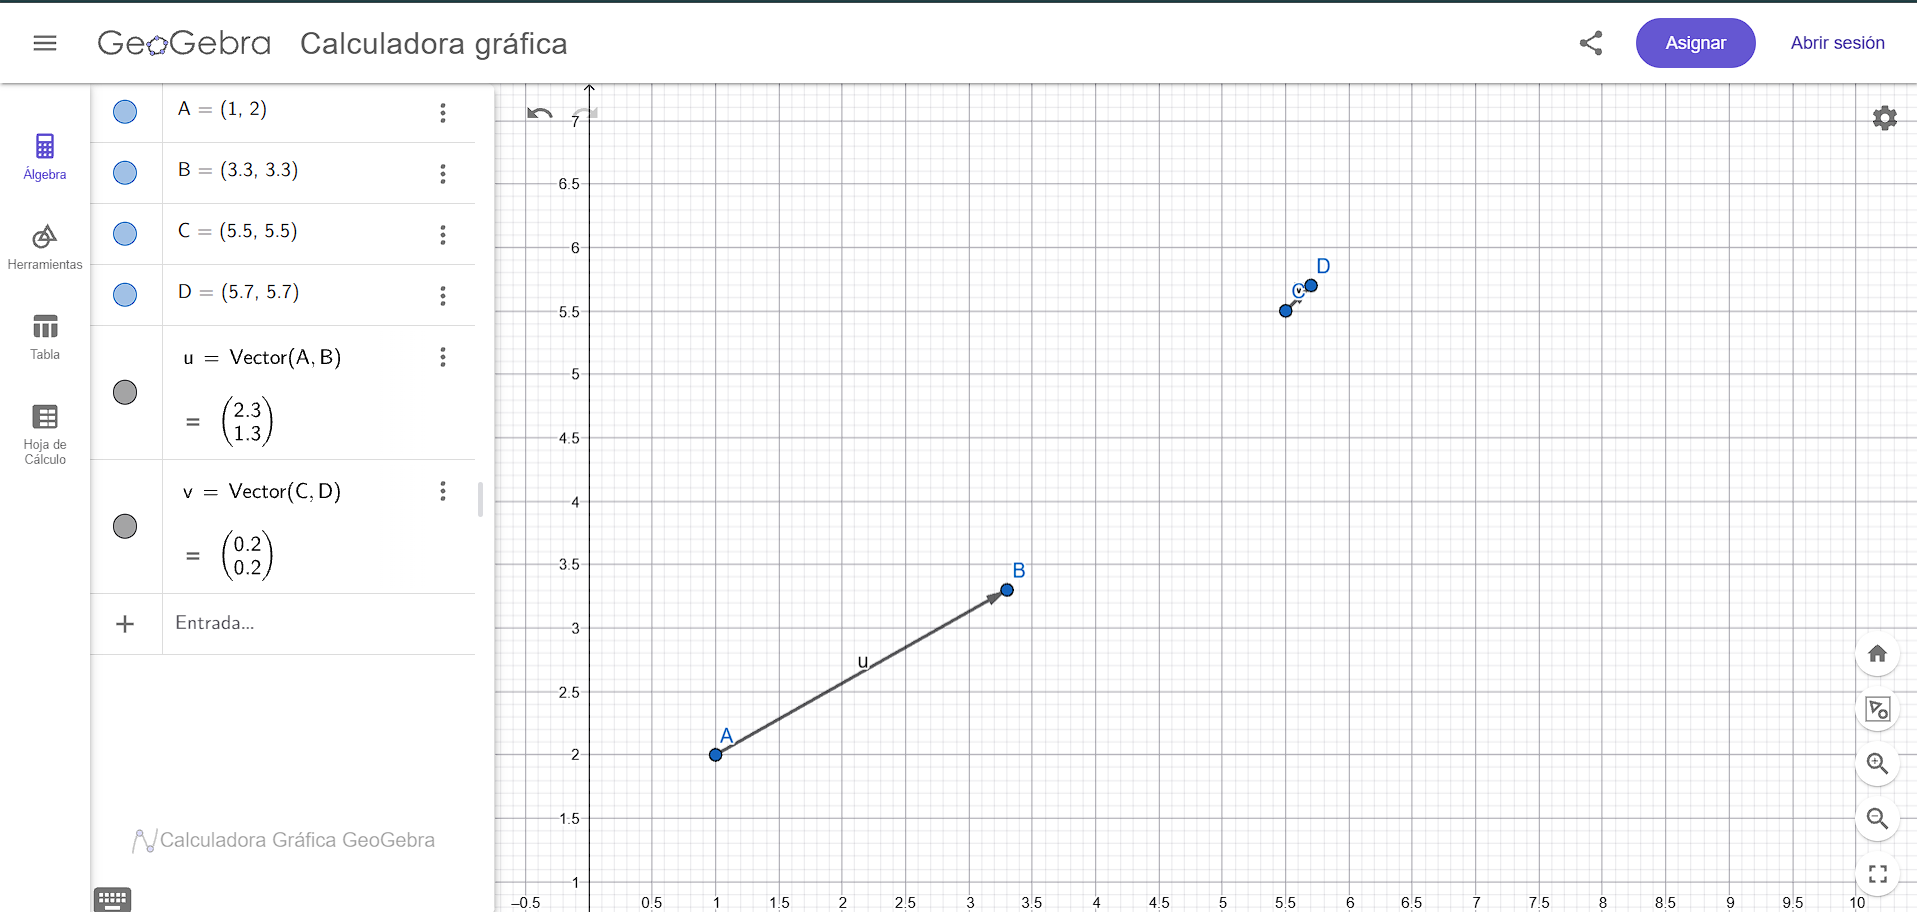 GeoGebra Calculadora gráfica
Asignar
Abrir sesión
Álgebra
Herramientas
Tabla
Hoja de
Cálculo
A = (1, 2)
B = (3.3, 3.3)
C = (5.5, 5.5)
D = (5.7, 5.7)
u = Vector(A, B)
= (2.3
1.3)
v = Vector(C, D)
= (0.2
0.2)
+ Entrada...
Calculadora Gráfica GeoGebra
7
6.5
6
5.5
5
4.5
4
3.5
3
2.5
2
1.5
1
D
C
v
B
u
A
–0.5 0.5 1 1.5 2 2.5 3 3.5 4 4.5 5 5.5 6 6.5 7 7.5 8 8.5 9 9.5 10